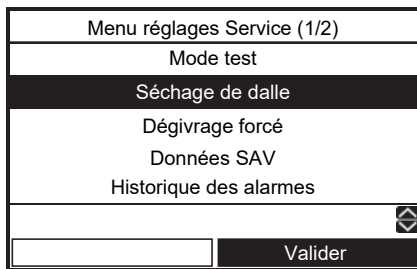 Menu réglages Service (1/2)
Mode test
Séchage de dalle
Dégivrage forcé
Données SAV
Historique des alarmes
Valider